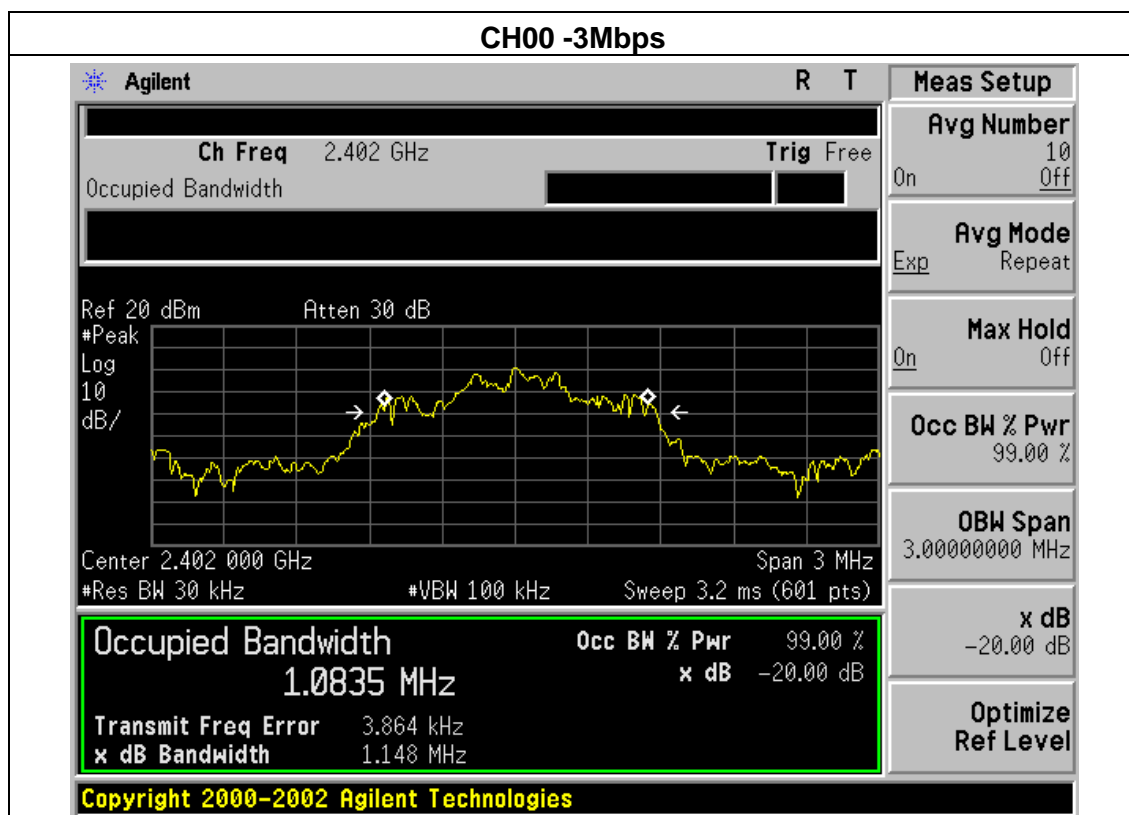 CH00 -3Mbps
Agilent R T
Ch Freq 2.402 GHz Trig Free
Occupied Bandwidth
Ref 20 dBm Atten 30 dB
#Peak
Log
10
dB/
Center 2.402 000 GHz Span 3 MHz
#Res BW 30 kHz #VBW 100 kHz Sweep 3.2 ms (601 pts)
Occupied Bandwidth Occ BW % Pwr 99.00 %
1.0835 MHz x dB -20.00 dB
Transmit Freq Error 3.864 kHz
x dB Bandwidth 1.148 MHz
Copyright 2000-2002 Agilent Technologies
Meas Setup
Avg Number
10
On Off
Avg Mode
Exp Repeat
Max Hold
On Off
Occ BW % Pwr
99.00 %
OBW Span
3.00000000 MHz
x dB
-20.00 dB
Optimize
Ref Level